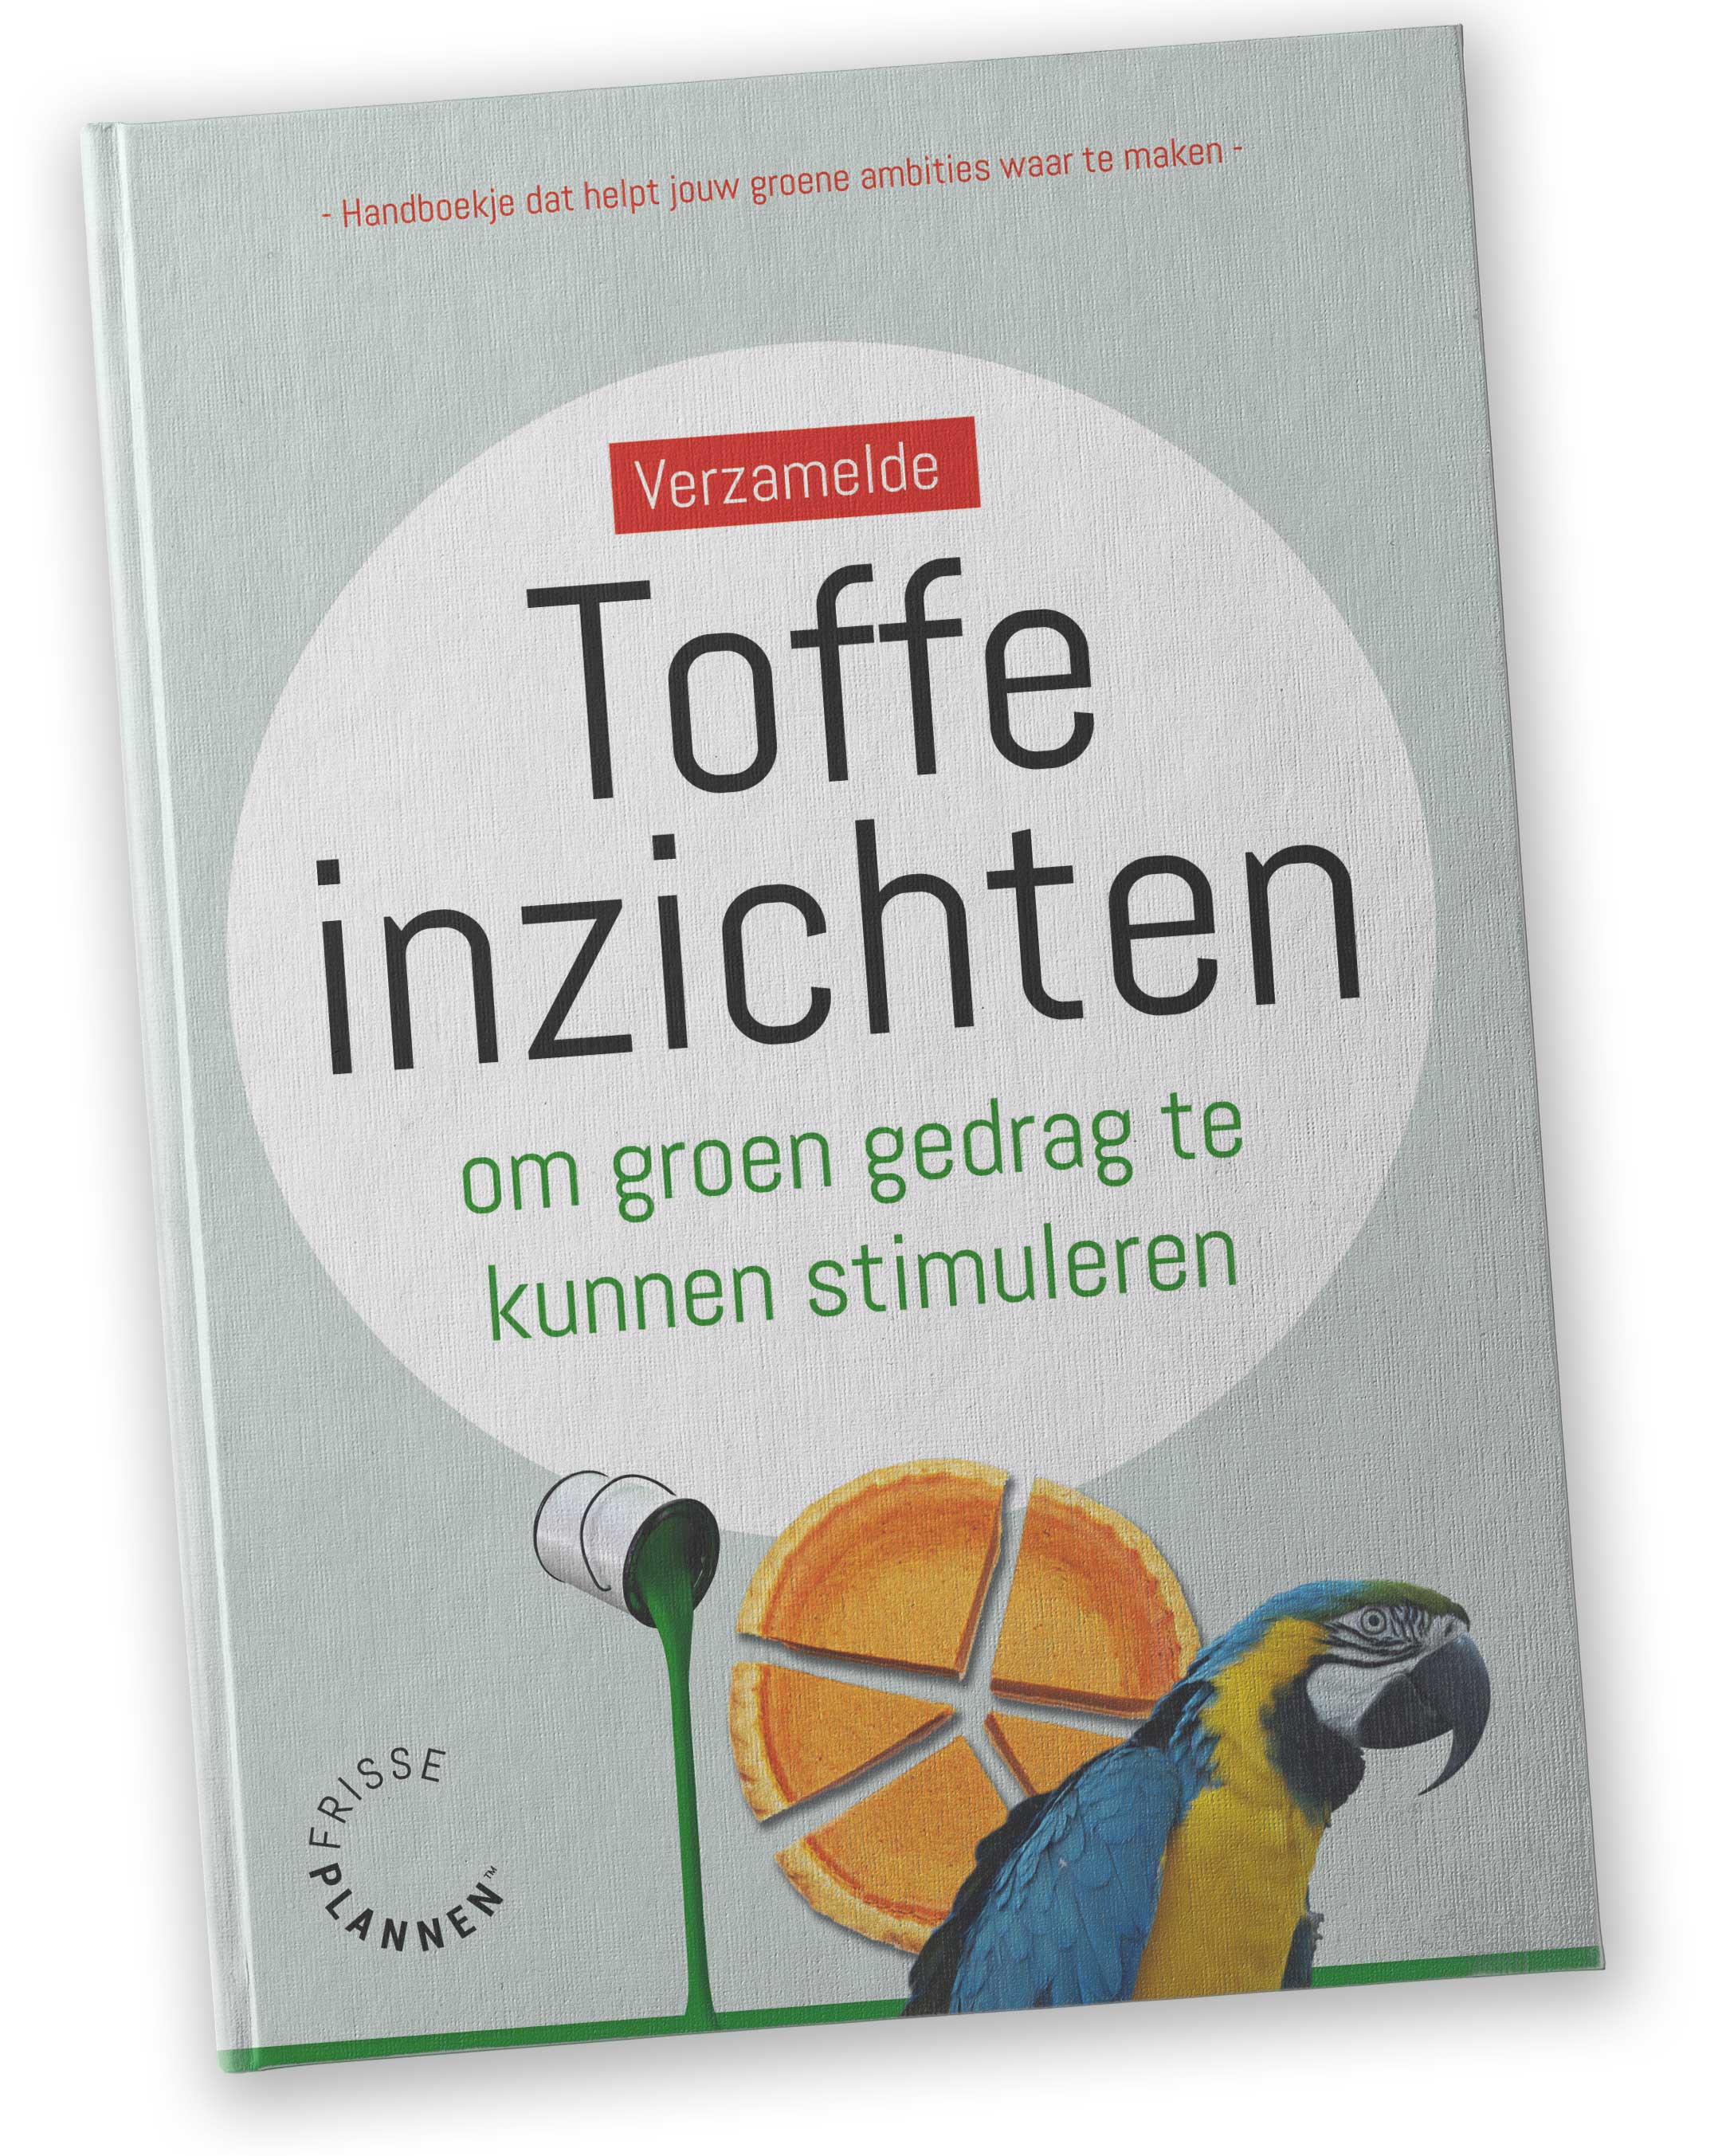 - Handboekje dat helpt jouw groene ambities waar te maken -
Verzamelde
Toffe
inzichten
om groen gedrag te
kunnen stimuleren
FRISSE
PLANNEN™